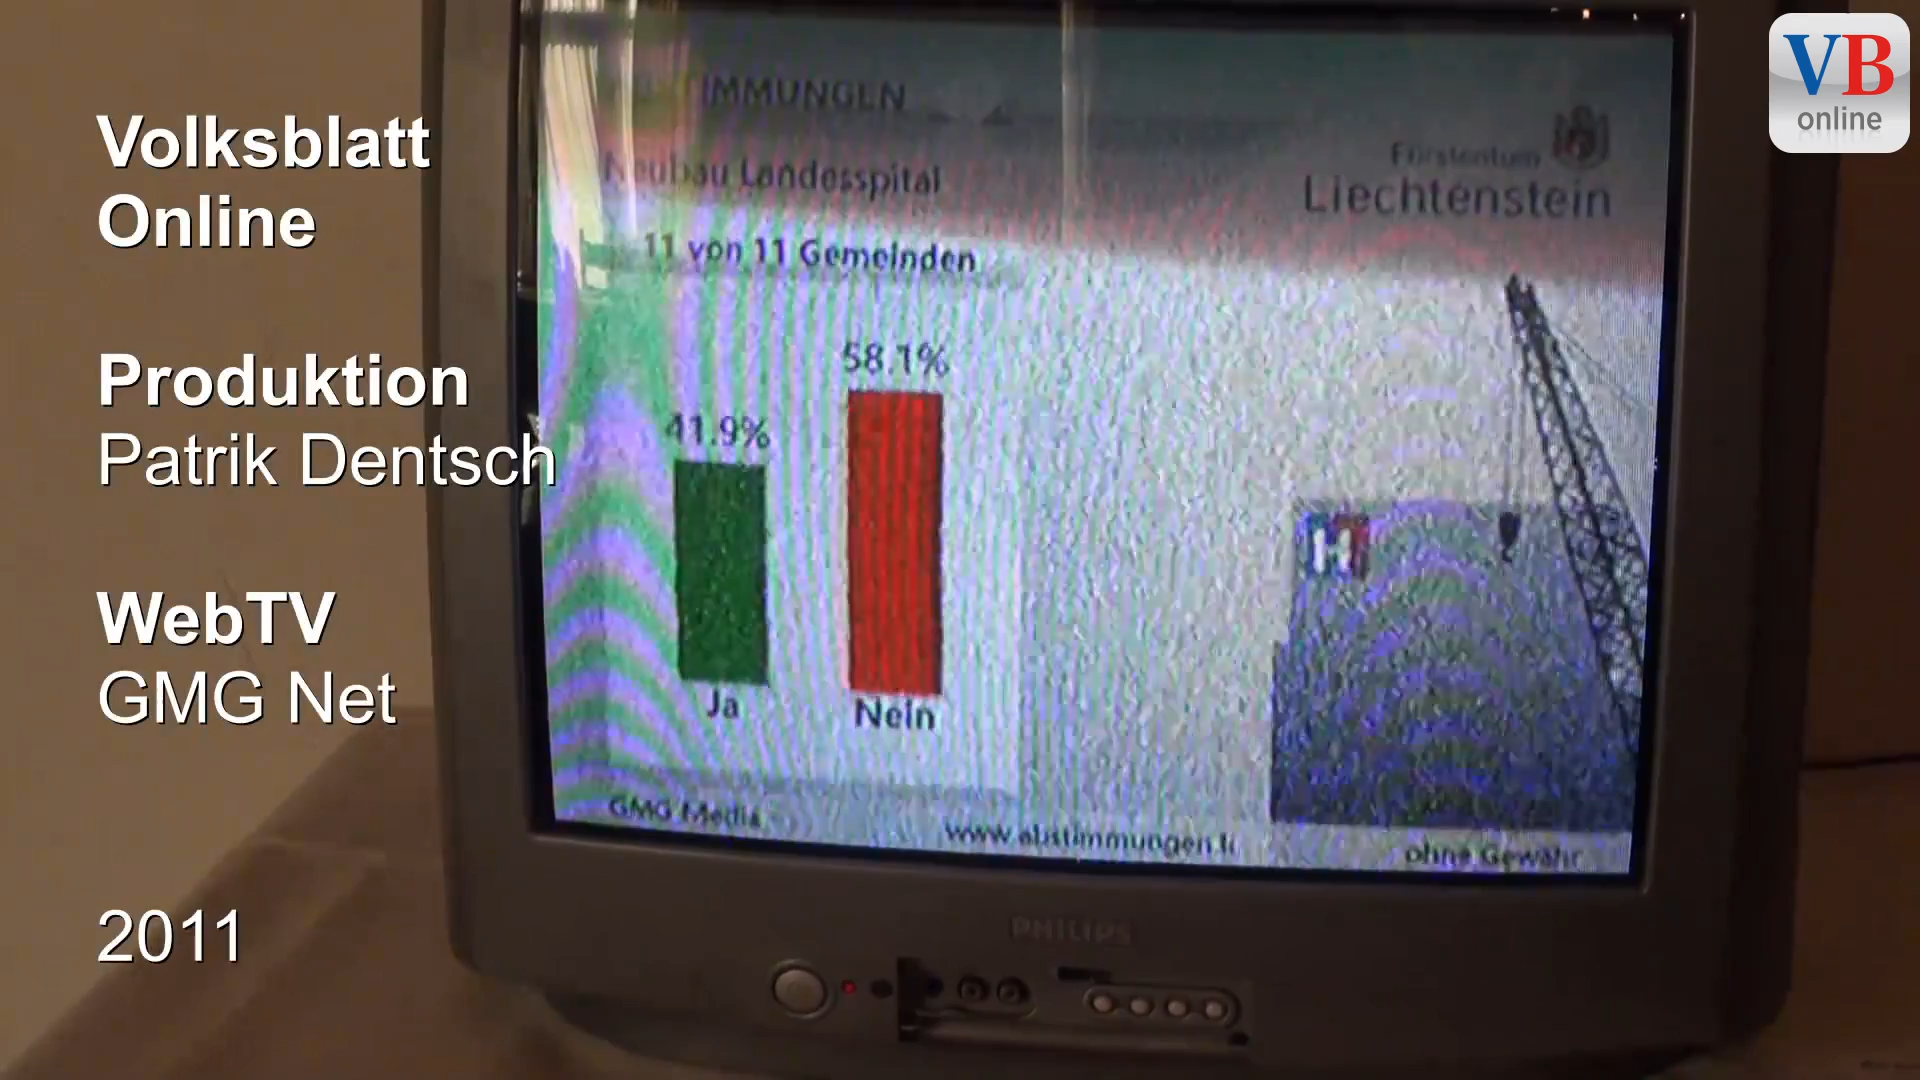 Volksblatt
Online
Produktion
Patrik Dentsch
WebTV
GMG Net
2011
VB
online
IMMUNGEN
Neubau Landesspital
11 von 11 Gemeinden
Fürstentum
Liechtenstein
58.1%
41.9%
Ja
Nein
H
GMG Media
www.abstimmungen.li
ohne Gewähr
PHILIPS